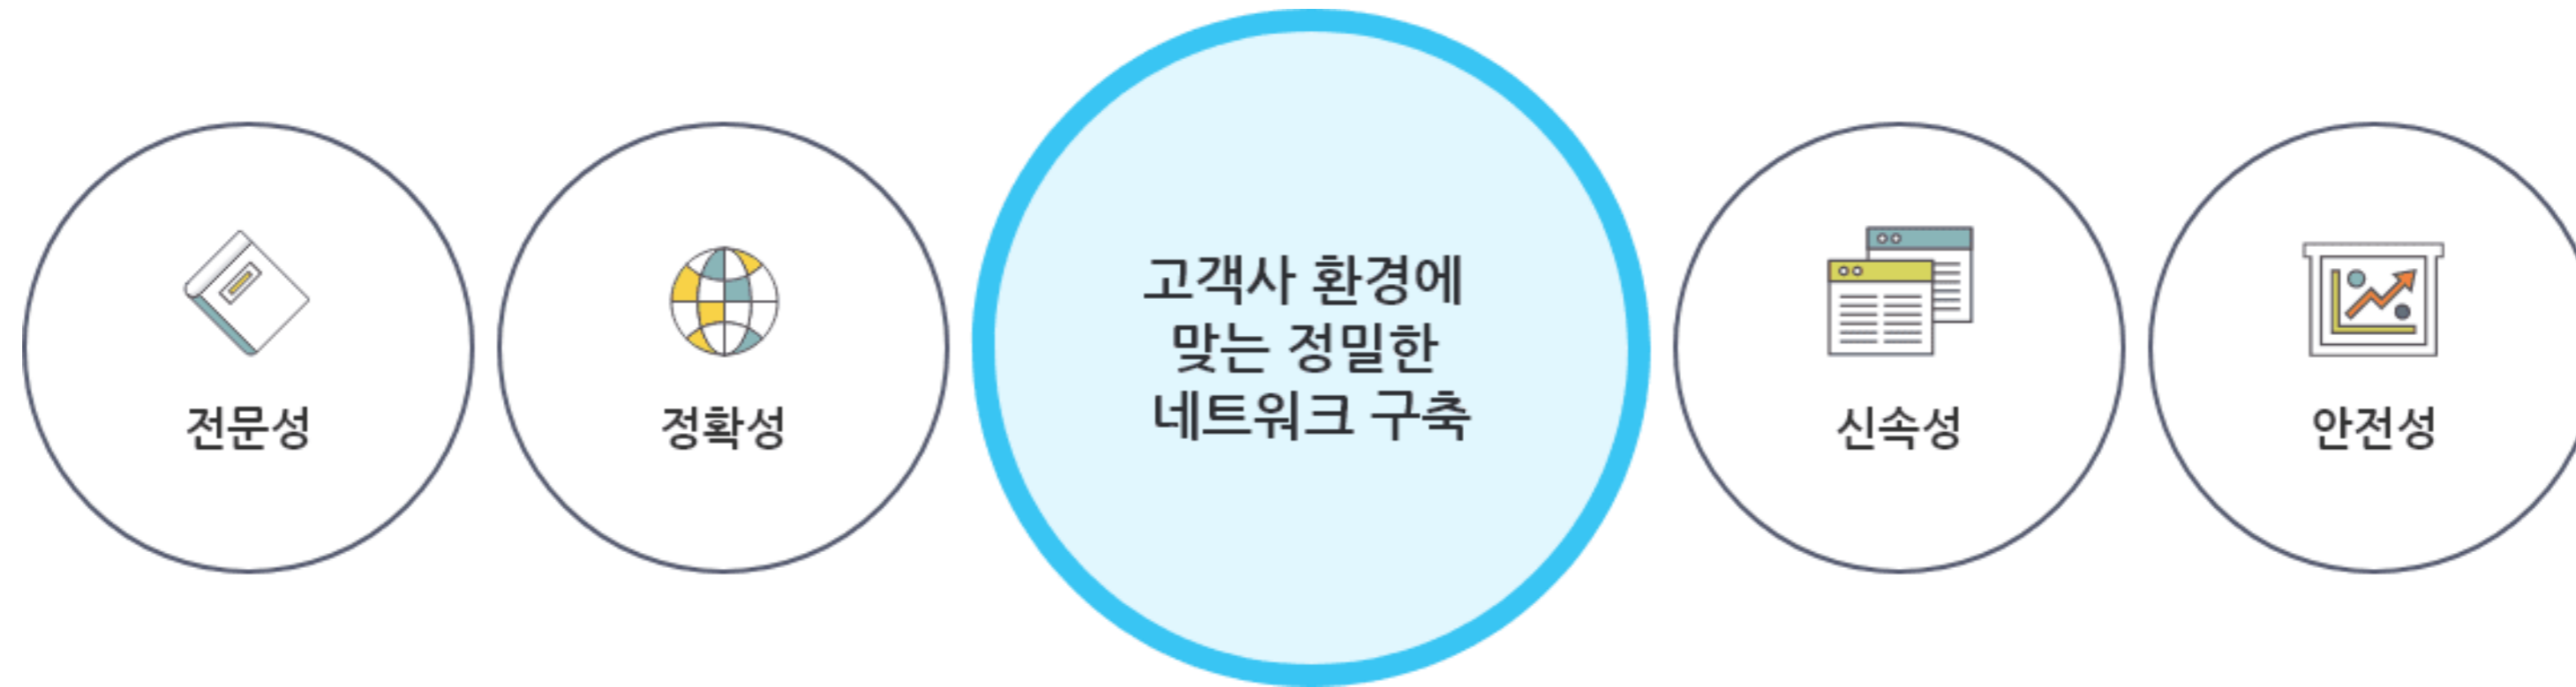 전문성
정확성
고객사 환경에
맞는 정밀한
네트워크 구축
신속성
안전성